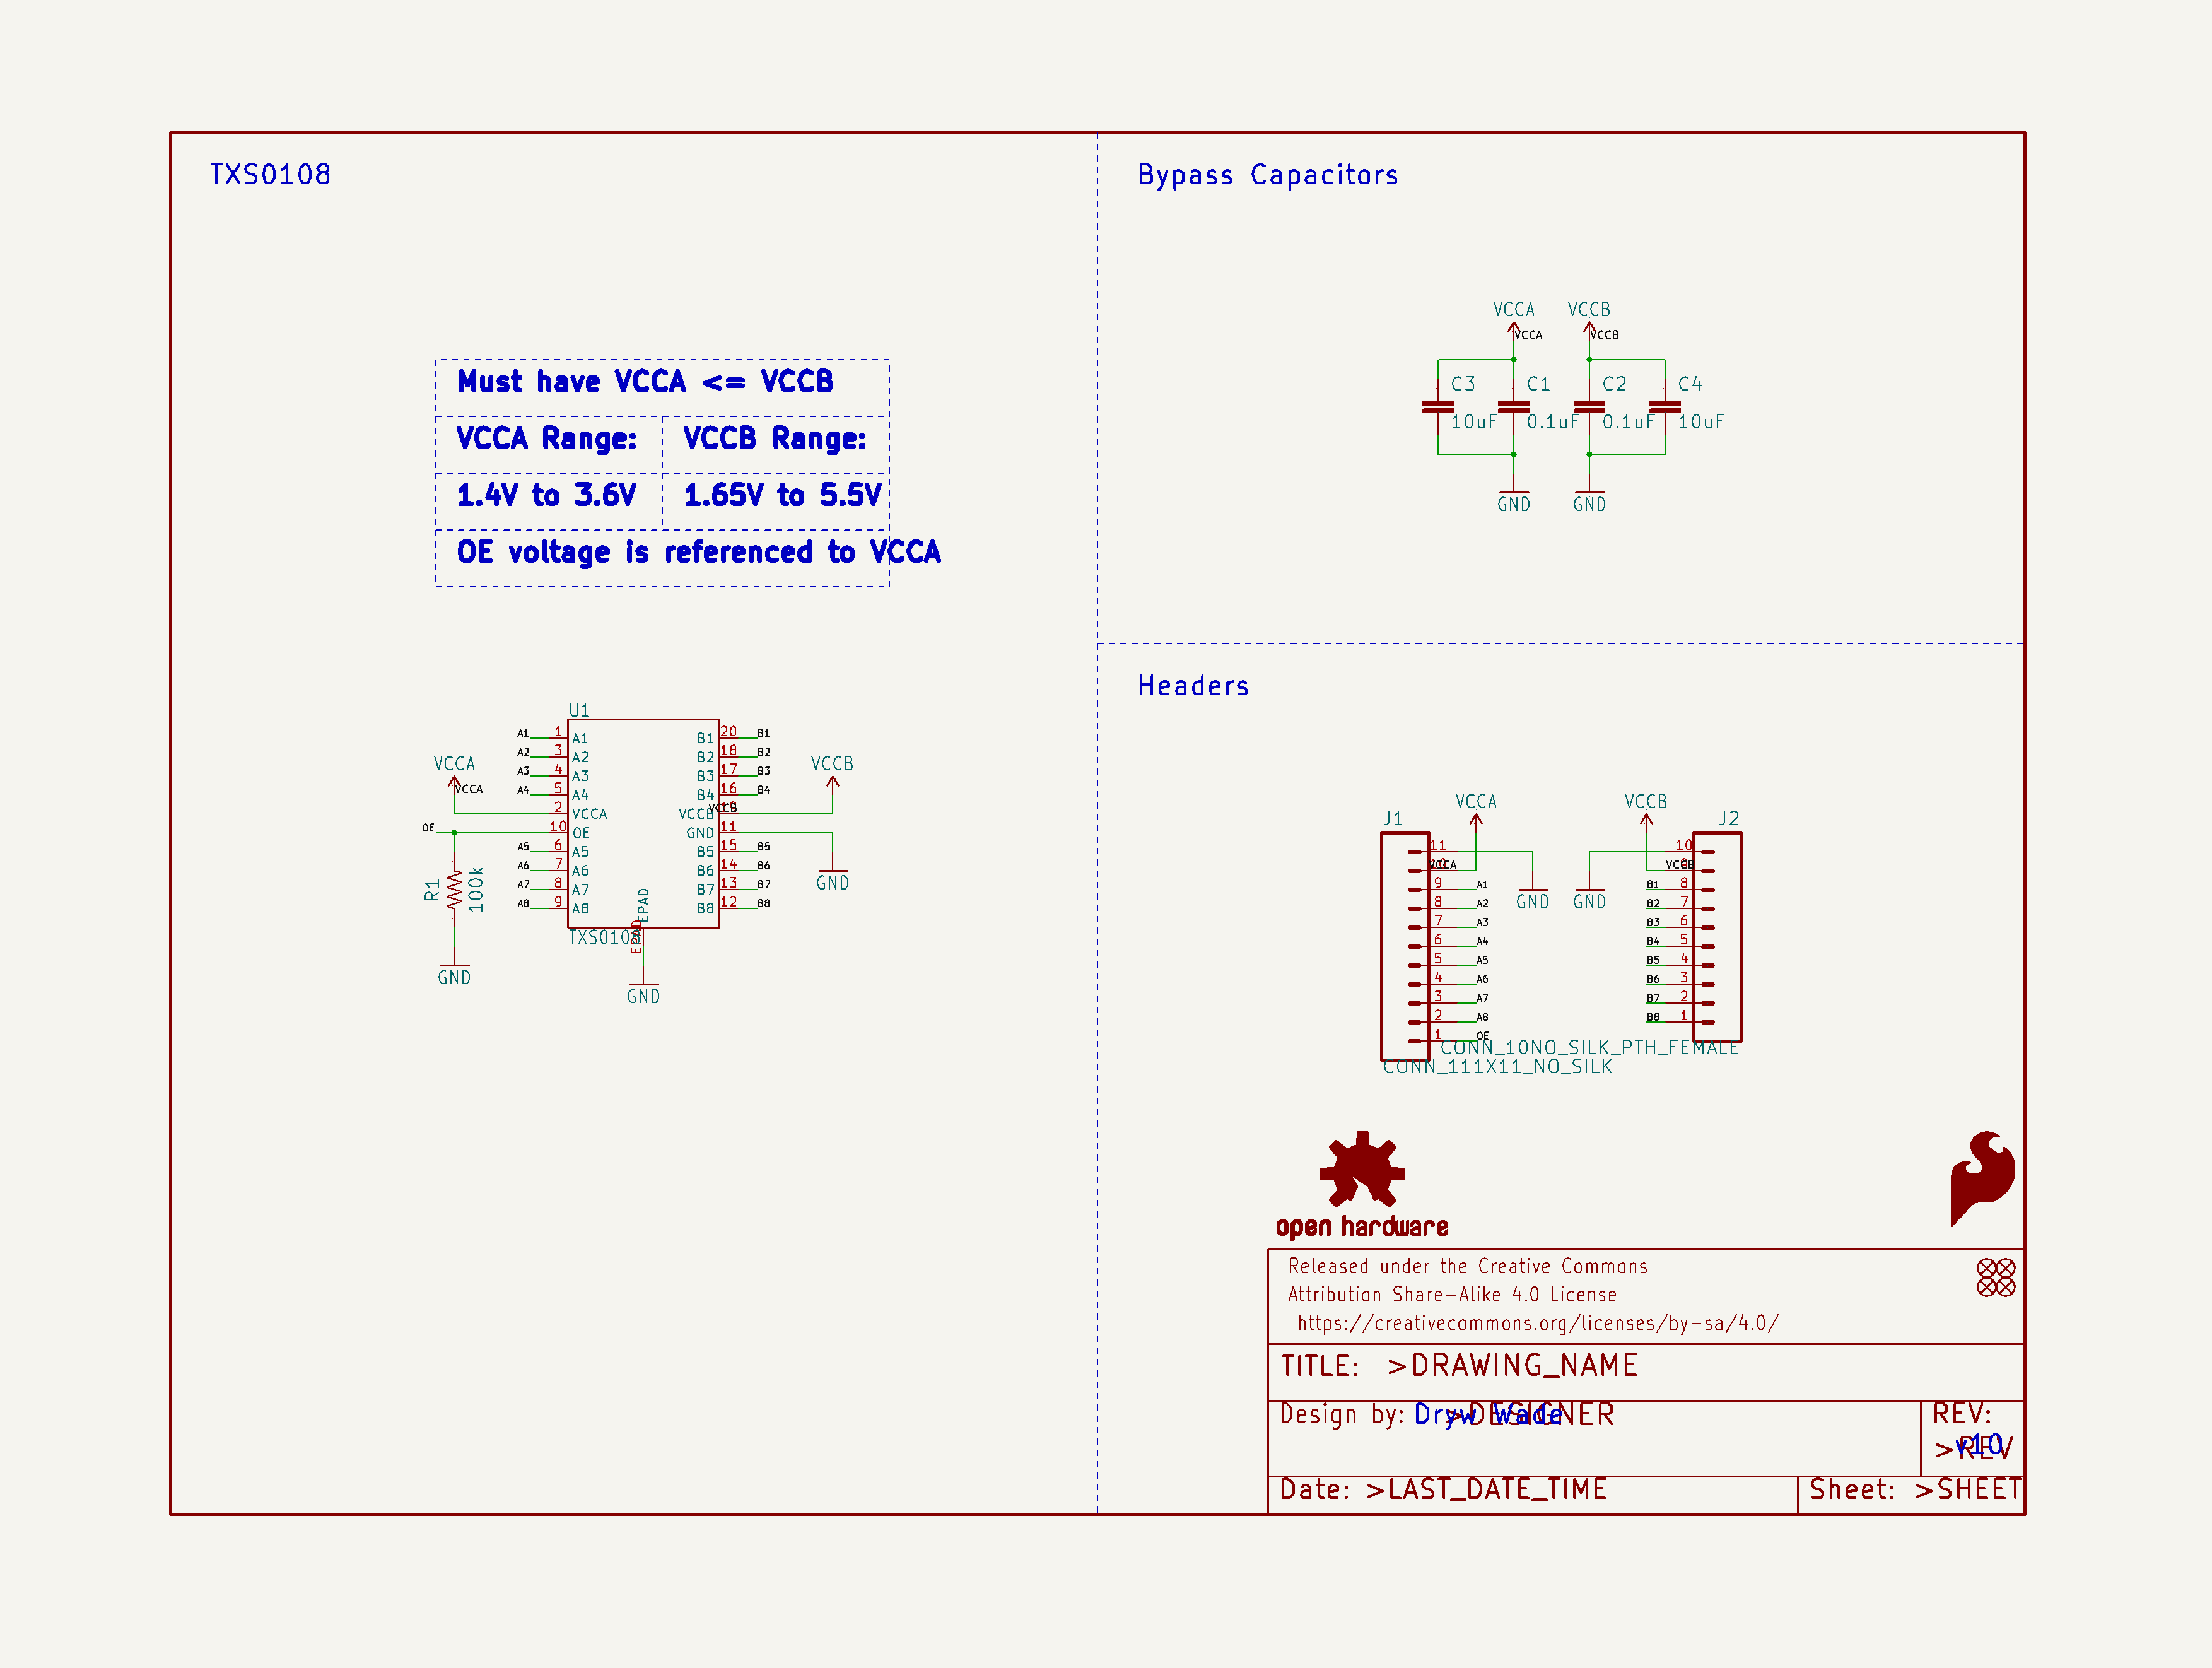 TXS0108
Must have VCCA <= VCCB
VCCA Range: VCCB Range:
1.4V to 3.6V 1.65V to 5.5V
OE voltage is referenced to VCCA
U1
A1 1 A1 B1 20 B1
A2 3 A2 B2 18 B2
A3 4 A3 B3 17 B3
A4 5 A4 B4 16 B4
VCCA VCCA 2 VCCA VCCB VCCB VCCB
OE 10 OE GND 11 GND
A5 6 A5 B5 15 B5
A6 7 A6 B6 14 B6
A7 8 A7 B7 13 B7
A8 9 A8 B8 12 B8
R1 100k
GND
EPAD
EPAD
GND
Bypass Capacitors
VCCA VCCB
VCCA VCCB
C3 C1 C2 C4
10uF 0.1uF 0.1uF 10uF
GND GND
Headers
VCCA VCCB
J1 J2
11 10
VCCA VCCB
9 A1 B1 8
GND GND
8 A2 B2 7
7 A3 B3 6
6 A4 B4 5
5 A5 B5 4
4 A6 B6 3
3 A7 B7 2
2 A8 B8 1
1 OE
CONN_10NO_SILK_PTH_FEMALE
CONN_111X11_NO_SILK
open hardware
Released under the Creative Commons
Attribution Share-Alike 4.0 License
https://creativecommons.org/licenses/by-sa/4.0/
TITLE: >DRAWING_NAME
Design by: Dryw Wade >DESIGNER
REV:
>REV v10
Date: >LAST_DATE_TIME
Sheet: >SHEET